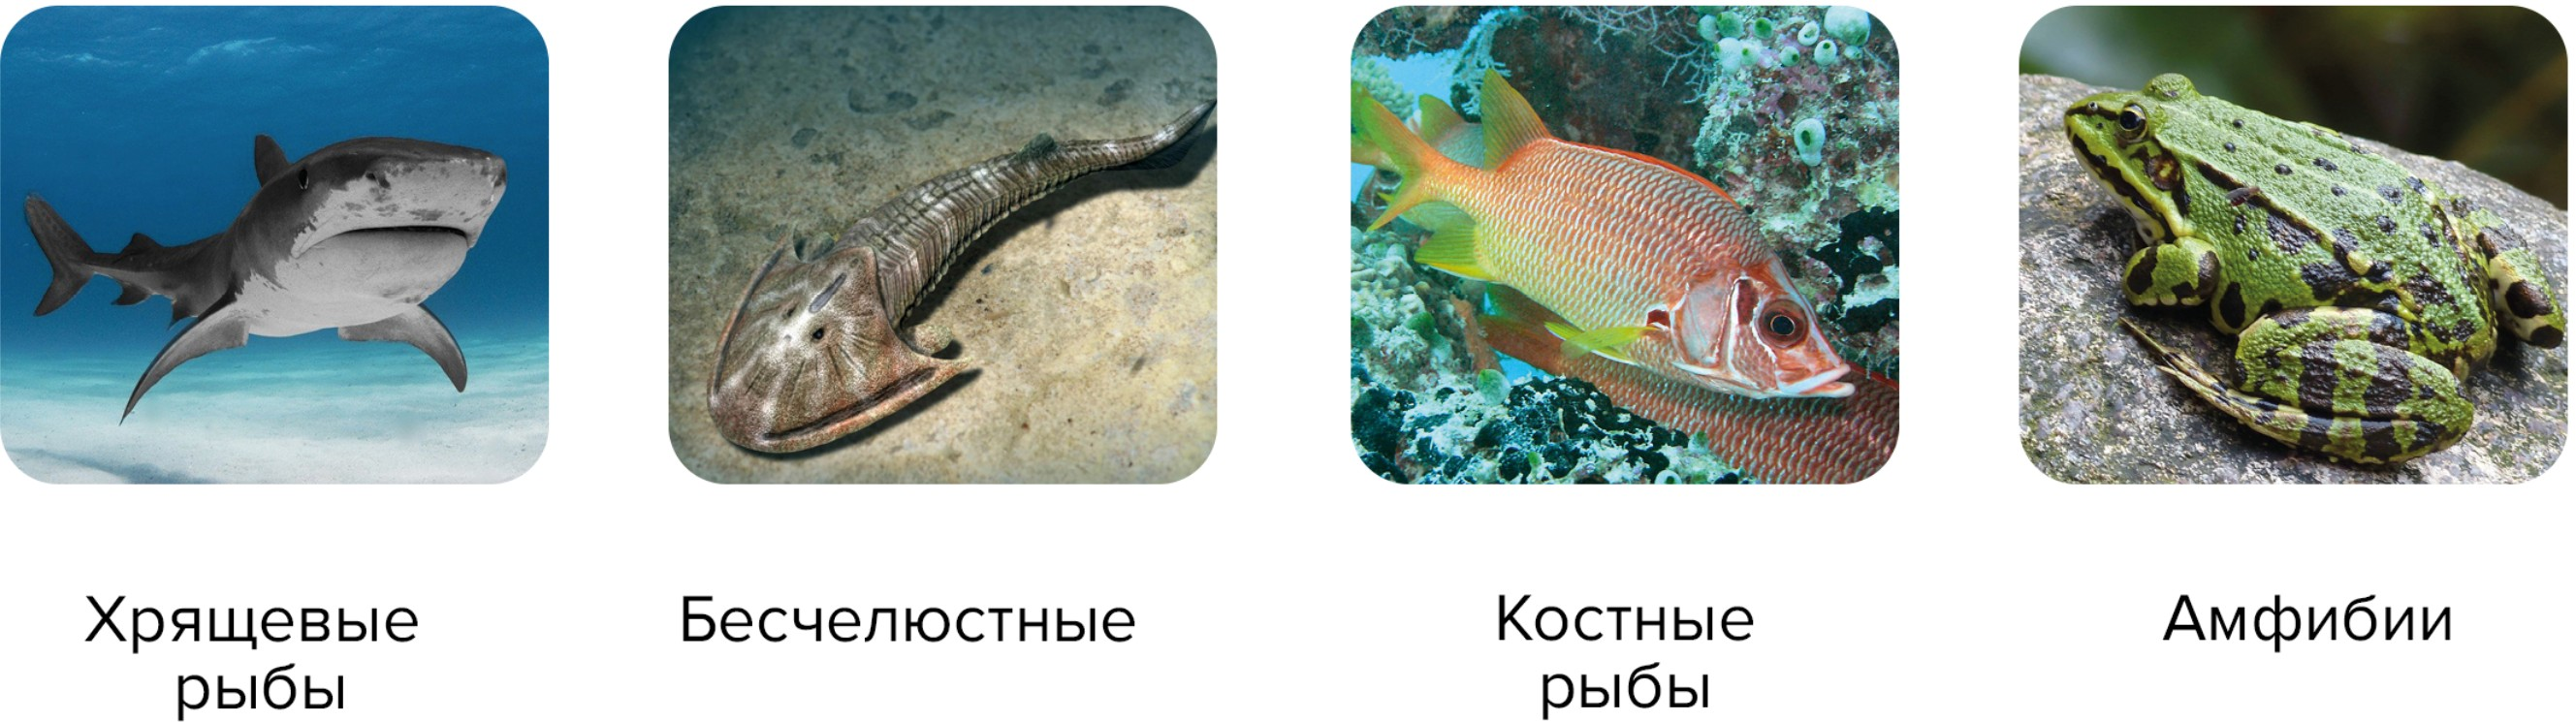 Хрящевые
рыбы
Бесчелюстные
Костные
рыбы
Амфибии